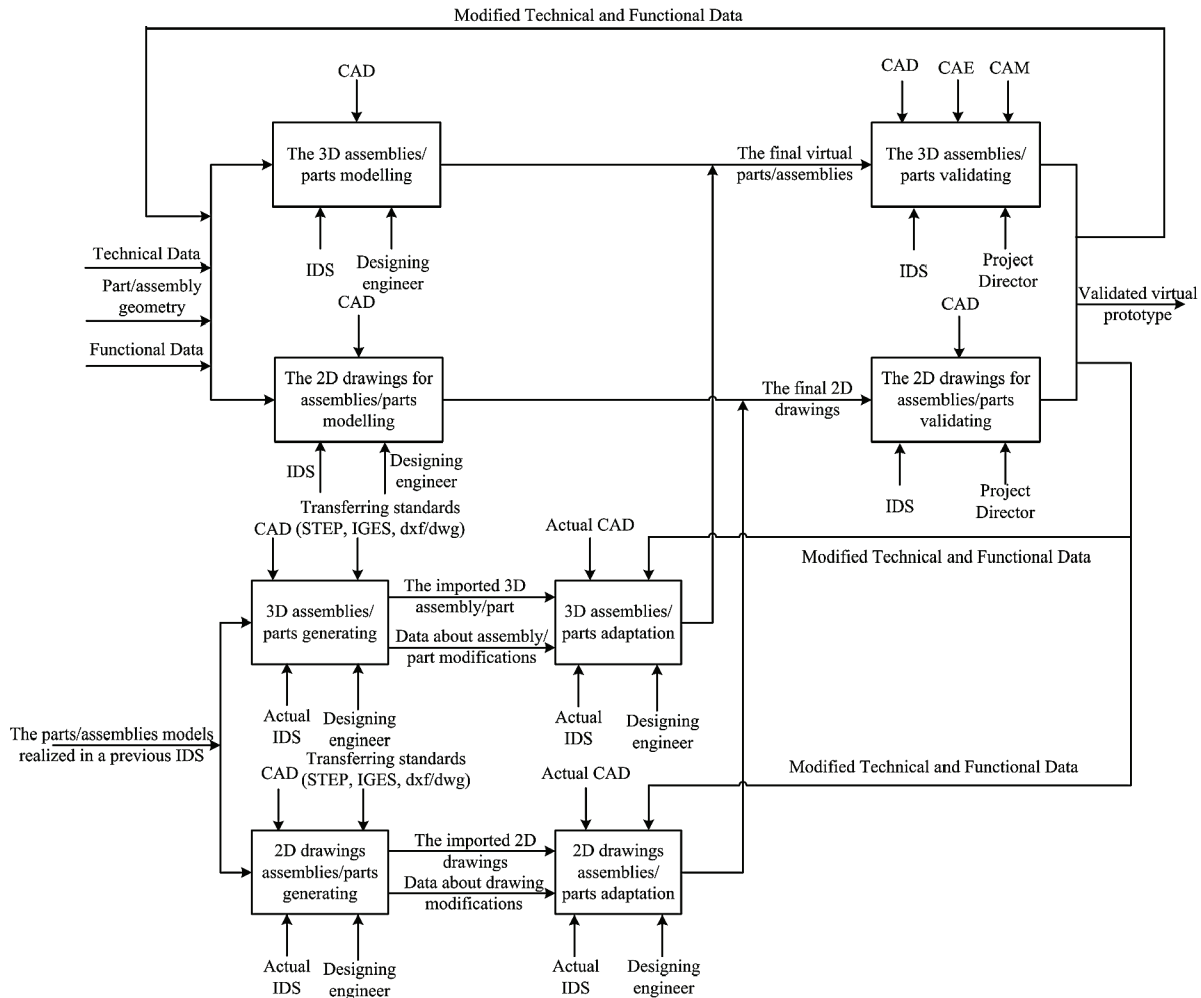 Modified Technical and Functional Data
CAD
CAD
CAE
CAM
The 3D assemblies/
parts modelling
The final virtual
parts/assemblies
The 3D assemblies/
parts validating
IDS
Designing
engineer
IDS
Project
Director
Technical Data
Part/assembly
geometry
Functional Data
Validated virtual
prototype
CAD
CAD
The 2D drawings for
assemblies/parts
modelling
The final 2D
drawings
The 2D drawings for
assemblies/parts
validating
IDS
Designing
engineer
IDS
Project
Director
Transferring standards
CAD (STEP, IGES, dxf/dwg)
Actual CAD
Modified Technical and Functional Data
3D assemblies/
parts generating
The imported 3D
assembly/part
Data about assembly/
part modifications
3D assemblies/
parts adaptation
Actual
IDS
Designing
engineer
Actual
IDS
Designing
engineer
The parts/assemblies models
realized in a previous IDS
Transferring standards
CAD (STEP, IGES, dxf/dwg)
Actual CAD
Modified Technical and Functional Data
2D drawings
assemblies/parts
generating
The imported 2D
drawings
Data about drawing
modifications
2D drawings
assemblies/
parts adaptation
Actual
IDS
Designing
engineer
Actual
IDS
Designing
engineer